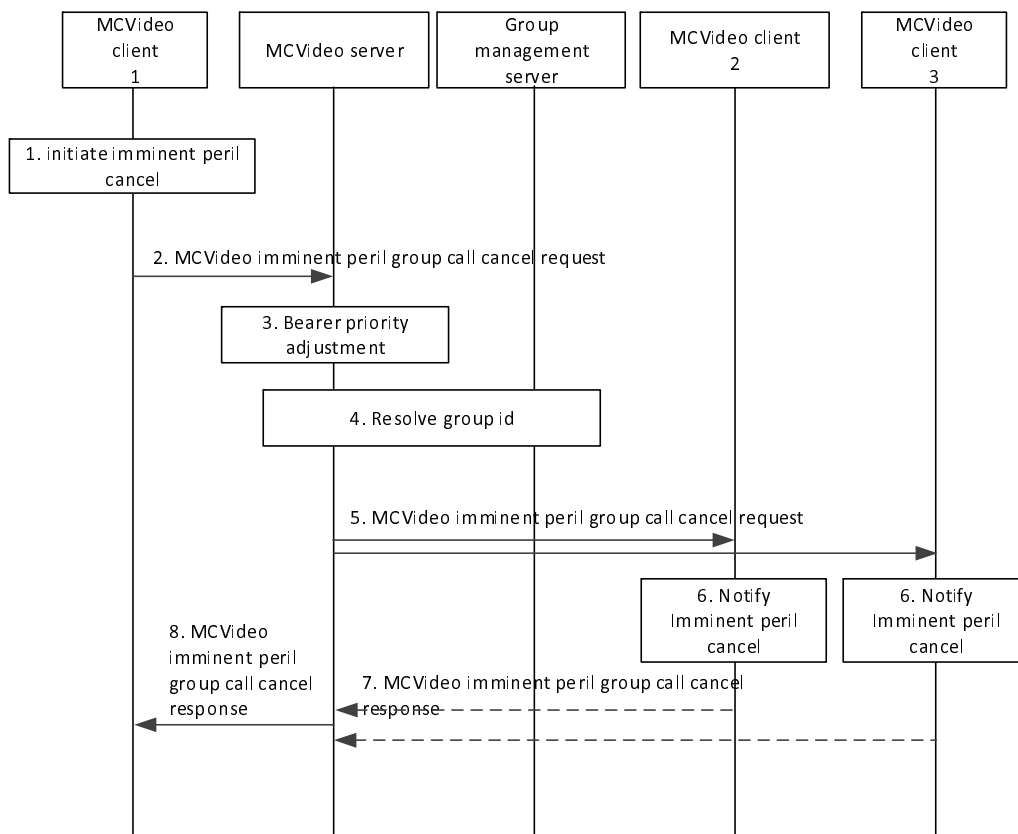 MCVideo
client
1
MCVideo server
Group
management
server
MCVideo client
2
MCVideo
client
3
1. initiate imminent peril
cancel
2. MCVideo imminent peril group call cancel request
3. Bearer priority
adjustment
4. Resolve group id
5. MCVideo imminent peril group call cancel request
6. Notify
Imminent peril
cancel
6. Notify
Imminent peril
cancel
8. MCVideo
imminent peril
group call cancel
response
7. MCVideo imminent peril group call cancel
response